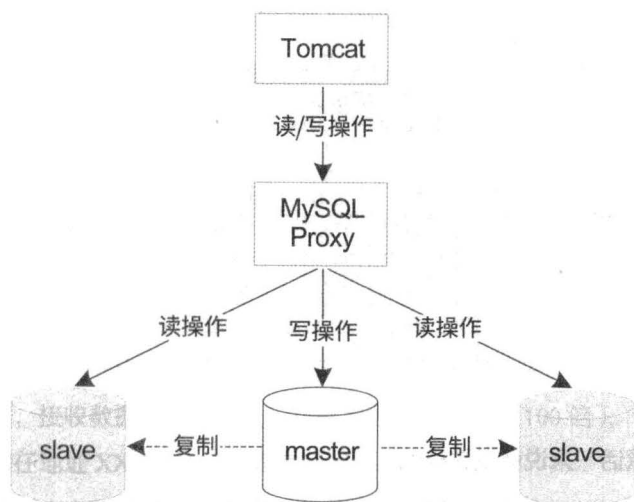 Tomcat
读/写操作
MySQL
Proxy
读操作
写操作
读操作
slave
复制
master
复制
slave